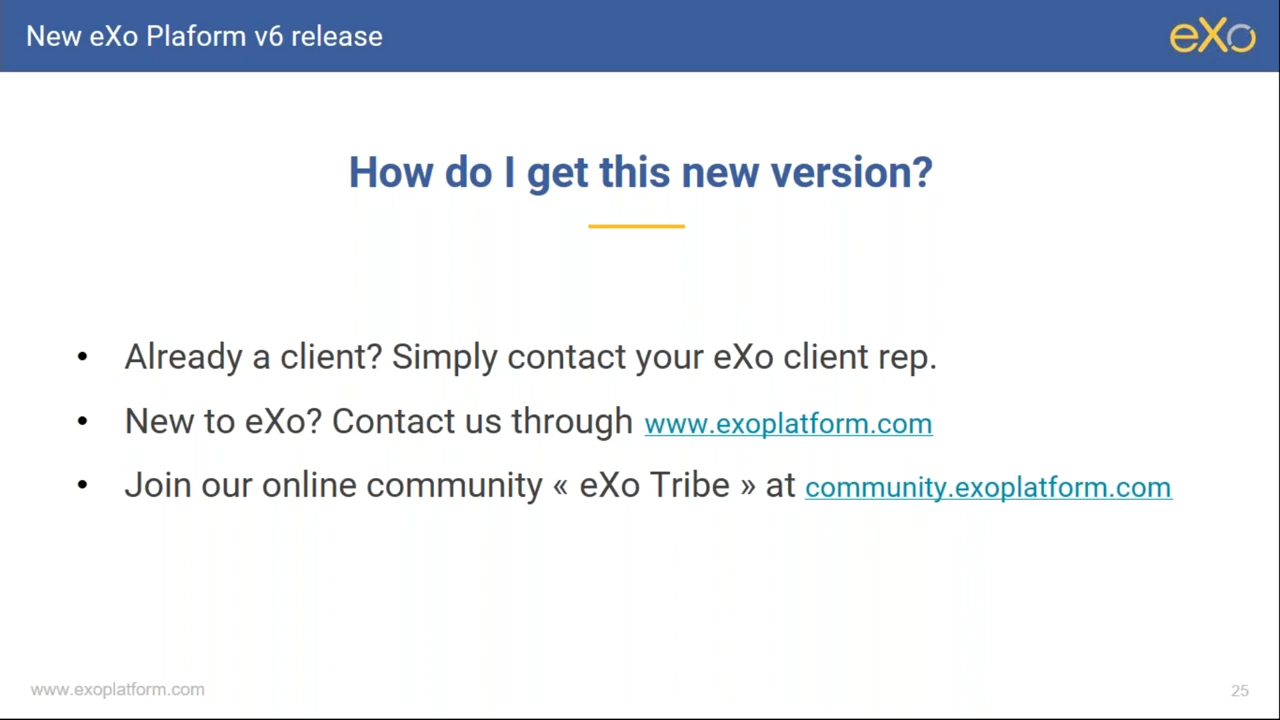 New eXo Plaform v6 release
eXo
How do I get this new version?
• Already a client? Simply contact your eXo client rep.
• New to eXo? Contact us through www.exoplatform.com
• Join our online community « eXo Tribe » at community.exoplatform.com
www.exoplatform.com
25